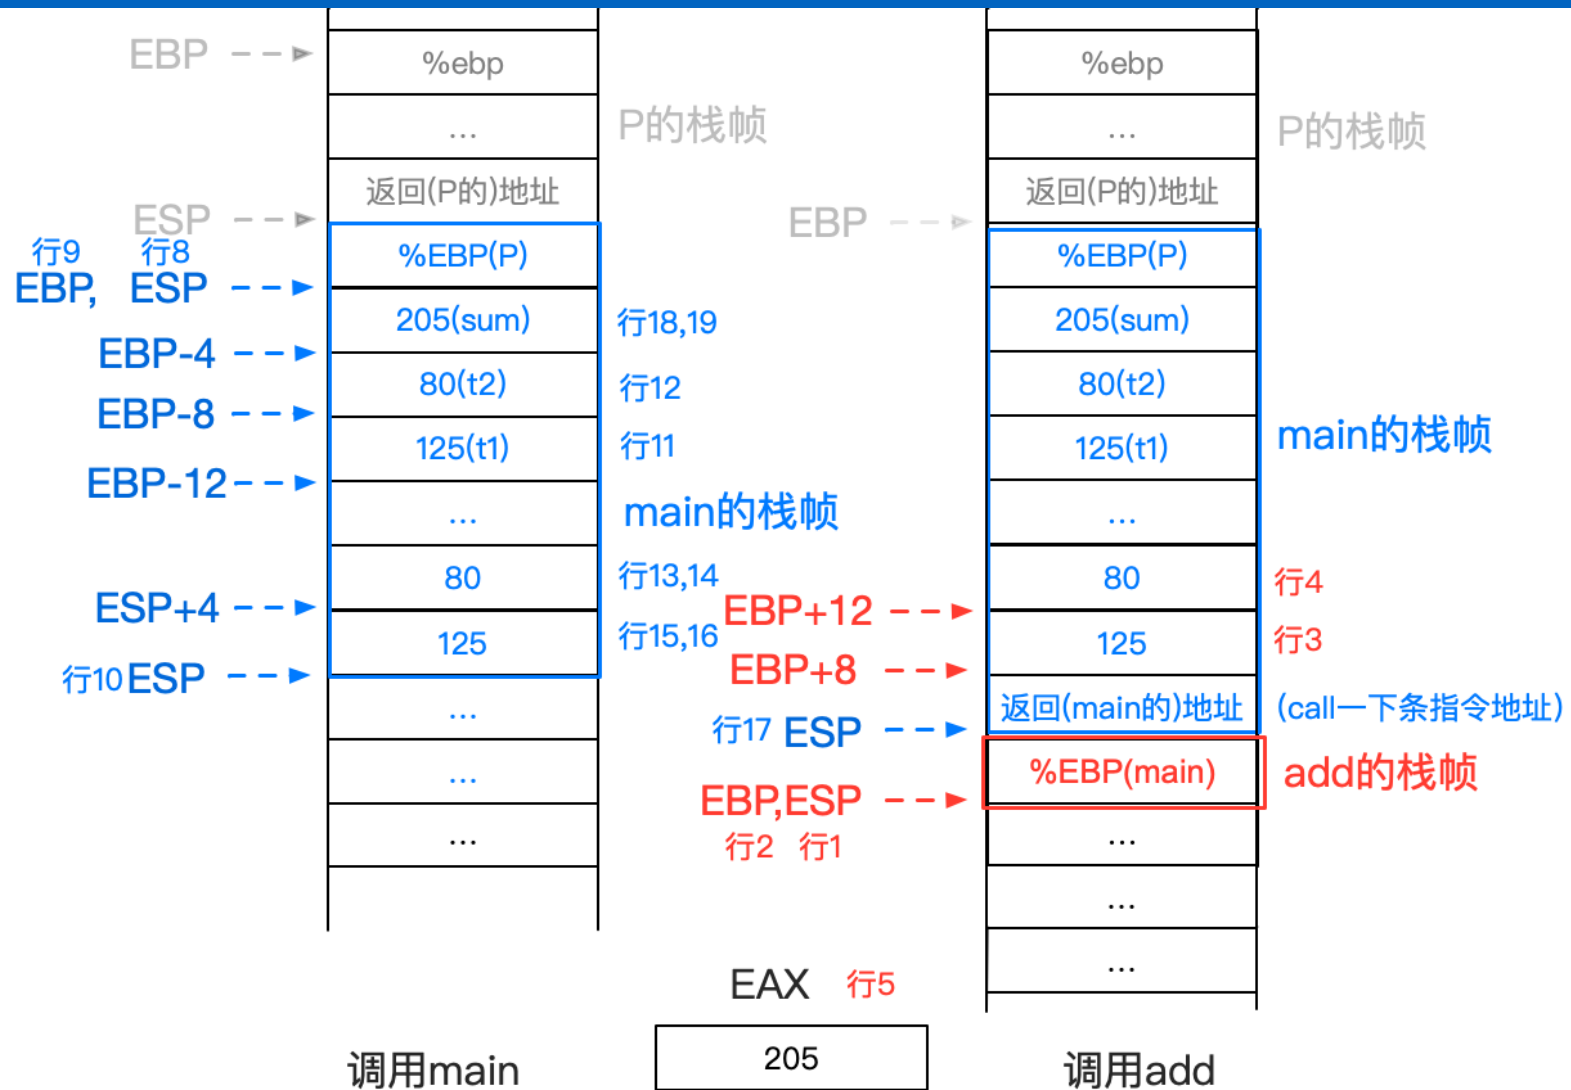 EBP
%ebp
...
P的栈帧
返回(P的)地址
ESP
行9 行8
EBP, ESP
%EBP(P)
205(sum)
行18,19
EBP-4
80(t2)
行12
EBP-8
125(t1)
行11
EBP-12
...
main的栈帧
80
行13,14
ESP+4
125
行15,16
行10 ESP
...
...
...
调用main
%ebp
...
P的栈帧
返回(P的)地址
EBP
%EBP(P)
205(sum)
80(t2)
125(t1)
main的栈帧
...
80
行4
EBP+12
125
行3
EBP+8
返回(main的)地址
(call一下条指令地址)
行17 ESP
%EBP(main)
add的栈帧
EBP,ESP
行2 行1
...
...
...
EAX 行5
205
调用add